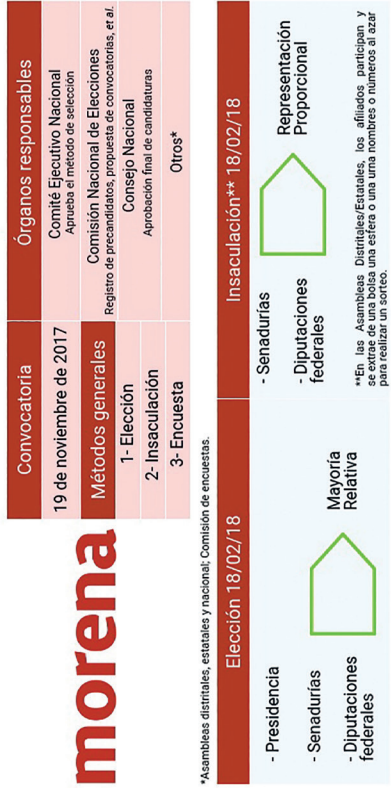 morena
Convocatoria
19 de noviembre de 2017
Métodos generales
1- Elección
2- Insaculación
3- Encuesta
Órganos responsables
Comité Ejecutivo Nacional
Aprueba el método de selección
Comisión Nacional de Elecciones
Registro de precandidatos, propuesta de convocatorias, et al.
Consejo Nacional
Aprobación final de candidaturas
Otros*
*Asambleas distritales, estatales y nacional; Comisión de encuestas.
Elección 18/02/18
- Presidencia
- Senadurías
- Diputaciones
federales
Mayoría
Relativa
Insaculación** 18/02/18
- Senadurías
- Diputaciones
federales
Representación
Proporcional
**En las Asambleas Distritales/Estatales, los afiliados participan y
se extrae de una bolsa una esfera o una urna nombres o números al azar
para realizar un sorteo.